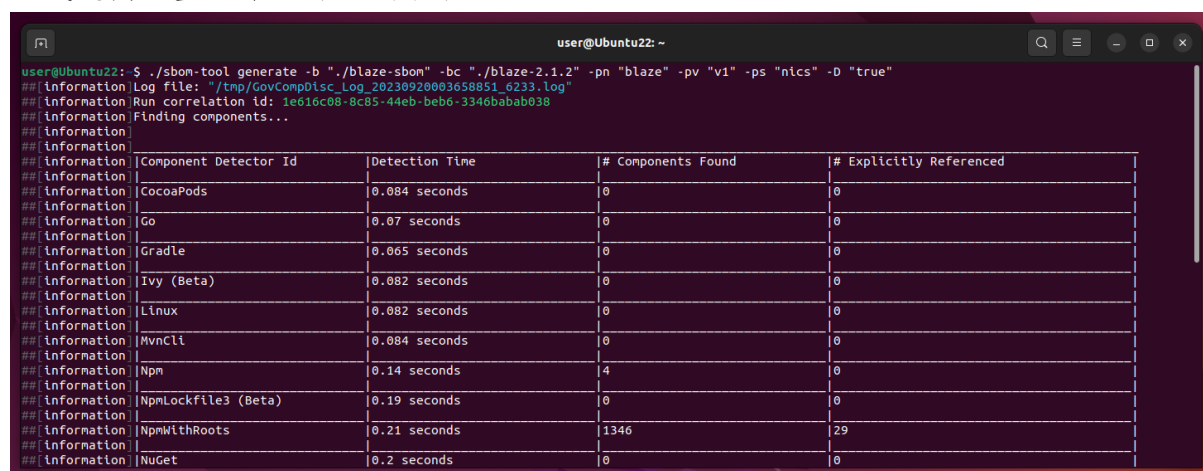 user@Ubuntu22: ~
user@Ubuntu22:~$ ./sbom-tool generate -b "./blaze-sbom" -bc "./blaze-2.1.2" -pn "blaze" -pv "v1" -ps "nics" -D "true"
##[information]Log file: "/tmp/GovCompDisc_Log_20230920003658851_6233.log"
##[information]Run correlation id: 1e616c08-8c85-44eb-beb6-3346babab038
##[information]Finding components...
##[information]
##[information]
##[information]|Component Detector Id |Detection Time |# Components Found |# Explicitly Referenced |
##[information]|
##[information]|CocoaPods |0.084 seconds |0 |0 |
##[information]|
##[information]|Go |0.07 seconds |0 |0 |
##[information]|
##[information]|Gradle |0.065 seconds |0 |0 |
##[information]|
##[information]|Ivy (Beta) |0.082 seconds |0 |0 |
##[information]|
##[information]|Linux |0.082 seconds |0 |0 |
##[information]|
##[information]|MvnCli |0.084 seconds |0 |0 |
##[information]|
##[information]|Npm |0.14 seconds |4 |0 |
##[information]|
##[information]|NpmLockfile3 (Beta) |0.19 seconds |0 |0 |
##[information]|
##[information]|NpmWithRoots |0.21 seconds |1346 |29 |
##[information]|
##[information]|NuGet |0.2 seconds |0 |0 |